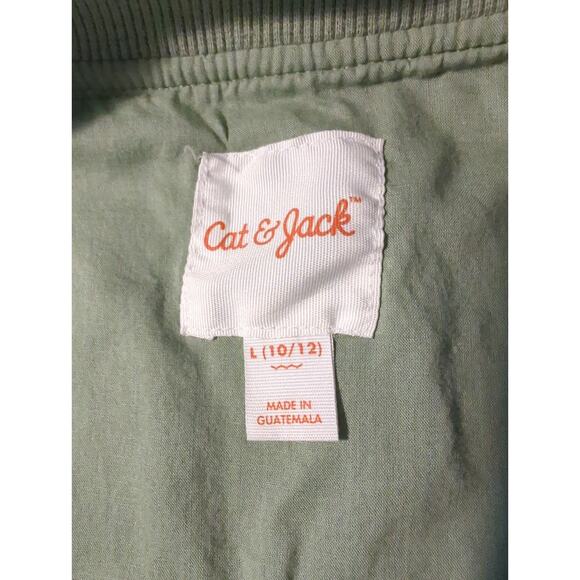 Cat & Jack™
L (10/12)
MADE IN
GUATEMALA